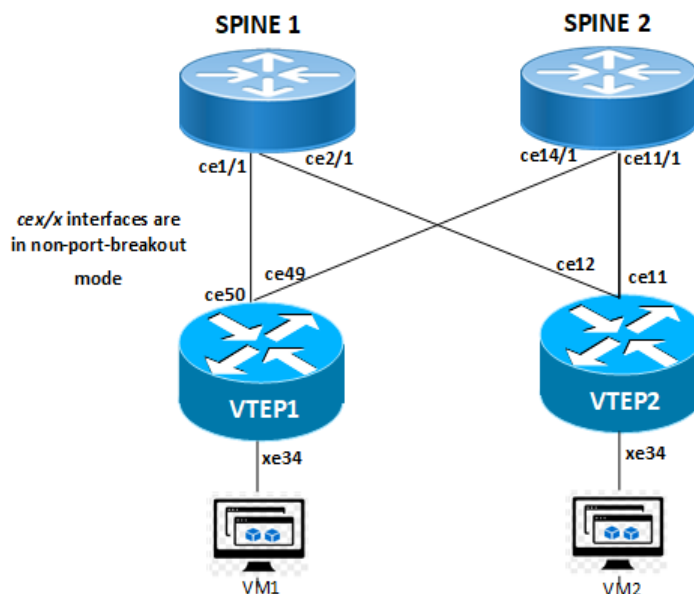 SPINE 1
SPINE 2
ce1/1
ce2/1
ce14/1
ce11/1
cex/x interfaces are
in non-port-breakout
mode
ce49
ce50
ce12
ce11
VTEP1
VTEP2
xe34
xe34
VM1
VM2